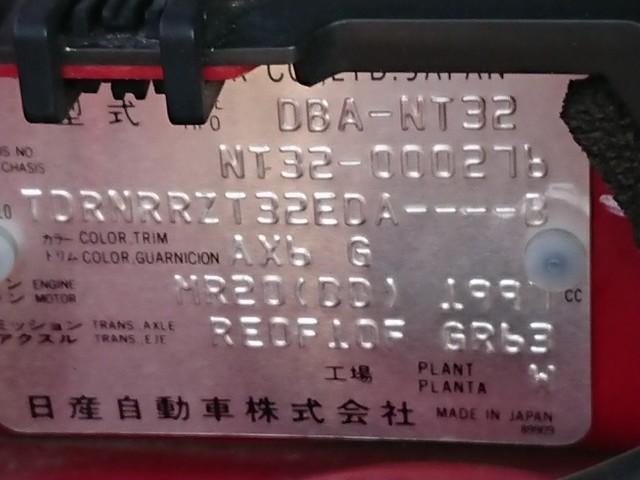 CO., LTD. JAPAN
型式 DBA-NT32
NT32-000276
CHASIS
TDRNRRZT32EDA----B
カラー COLOR,TRIM AX6 G
トリム COLOR,GUARNICION
ENGINE MR20(DD) 1997 CC
MOTOR
ミッション TRANS.AXLE RE0F10F GR63
アクスル TRANS.EJE
工場 PLANT W
PLANTA
日産自動車株式会社 MADE IN JAPAN
89909